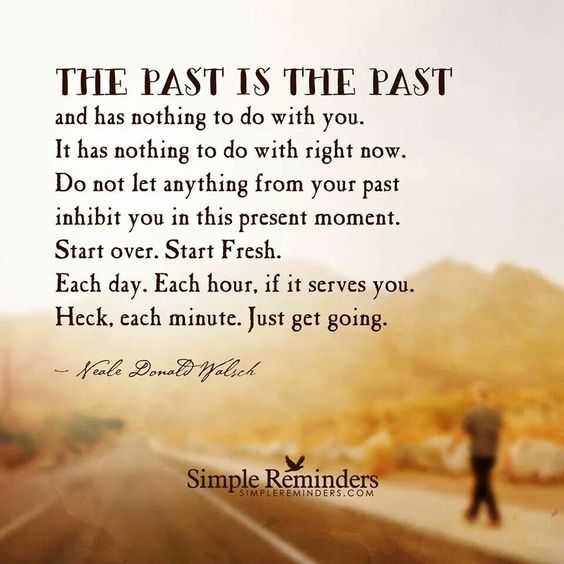 THE PAST IS THE PAST
and has nothing to do with you.
It has nothing to do with right now.
Do not let anything from your past
inhibit you in this present moment.
Start over. Start Fresh.
Each day. Each hour, if it serves you.
Heck, each minute. Just get going.
– Neale Donald Walsch
Simple Reminders
SIMPLEREMINDERS.COM